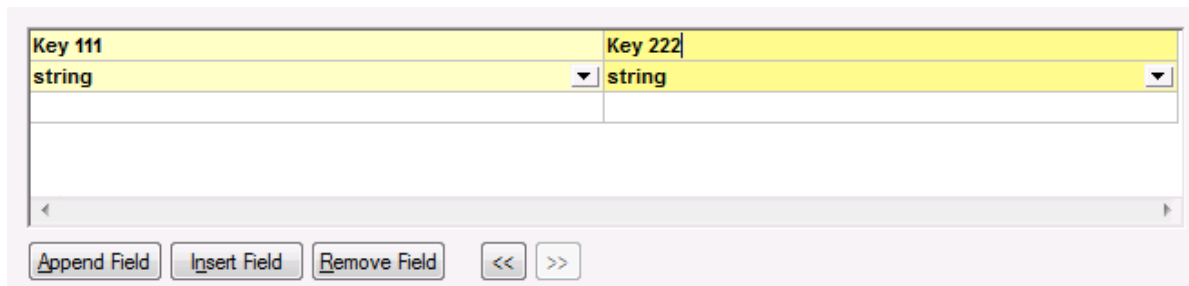 Key 111 Key 222
string string
Append Field Insert Field Remove Field << >>